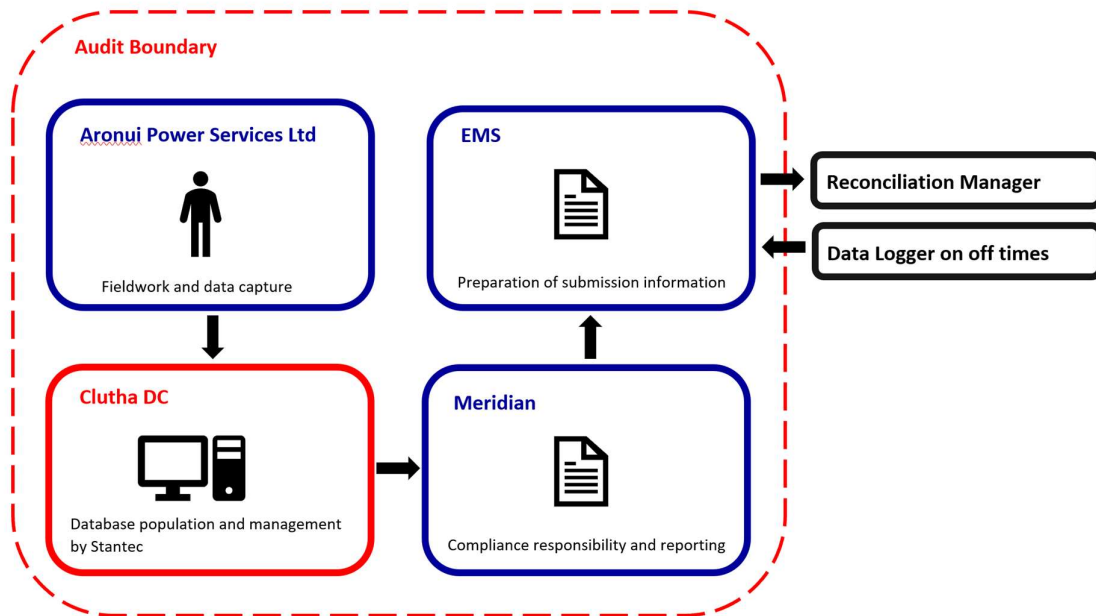 Audit Boundary
Aronui Power Services Ltd
Fieldwork and data capture
EMS
Preparation of submission information
Reconciliation Manager
Data Logger on off times
Clutha DC
Database population and management
by Stantec
Meridian
Compliance responsibility and reporting